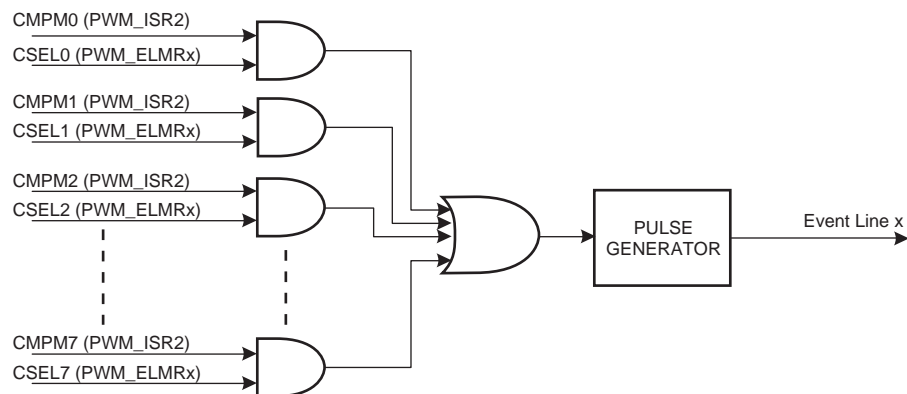 CMPM0 (PWM_ISR2)
CSEL0 (PWM_ELMRx)
CMPM1 (PWM_ISR2)
CSEL1 (PWM_ELMRx)
CMPM2 (PWM_ISR2)
CSEL2 (PWM_ELMRx)
CMPM7 (PWM_ISR2)
CSEL7 (PWM_ELMRx)
PULSE
GENERATOR
Event Line x